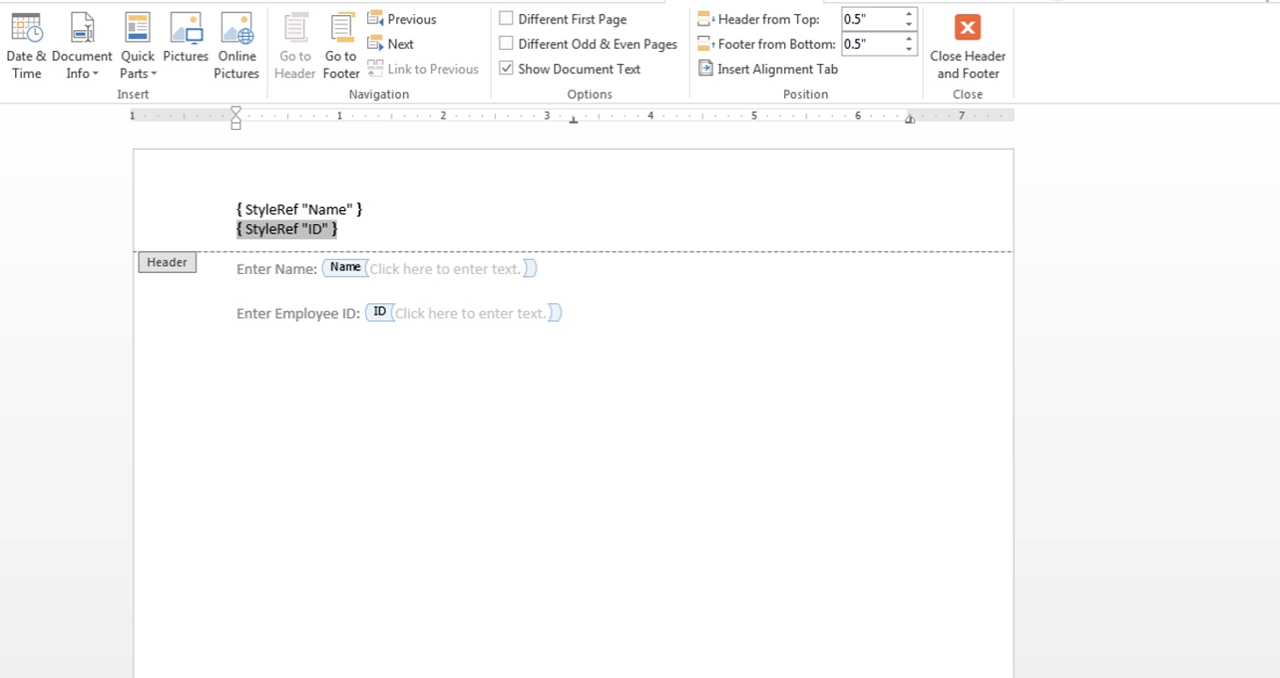 Date & Time
Document Info
Quick Parts
Pictures
Online Pictures
Insert
Go to Header
Go to Footer
Previous
Next
Link to Previous
Navigation
Different First Page
Different Odd & Even Pages
Show Document Text
Options
Header from Top: 0.5"
Footer from Bottom: 0.5"
Insert Alignment Tab
Position
Close Header and Footer
Close
1 1 2 3 4 5 6 7
{ StyleRef "Name" }
{ StyleRef "ID" }
Header
Enter Name: Name Click here to enter text.
Enter Employee ID: ID Click here to enter text.